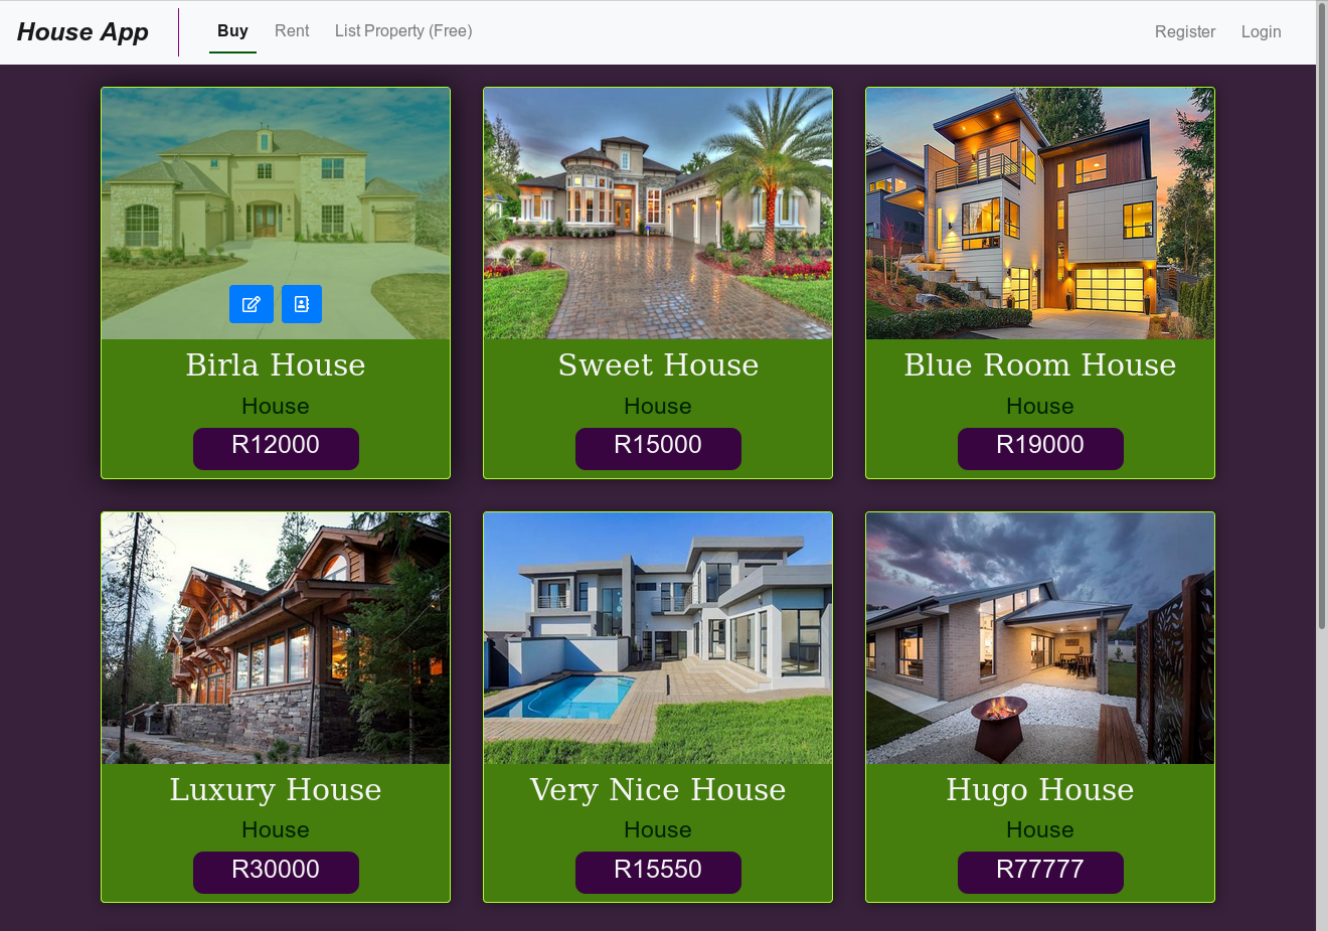 House App
Buy
Rent
List Property (Free)
Register
Login
Birla House
House
R12000
Sweet House
House
R15000
Blue Room House
House
R19000
Luxury House
House
R30000
Very Nice House
House
R15550
Hugo House
House
R77777